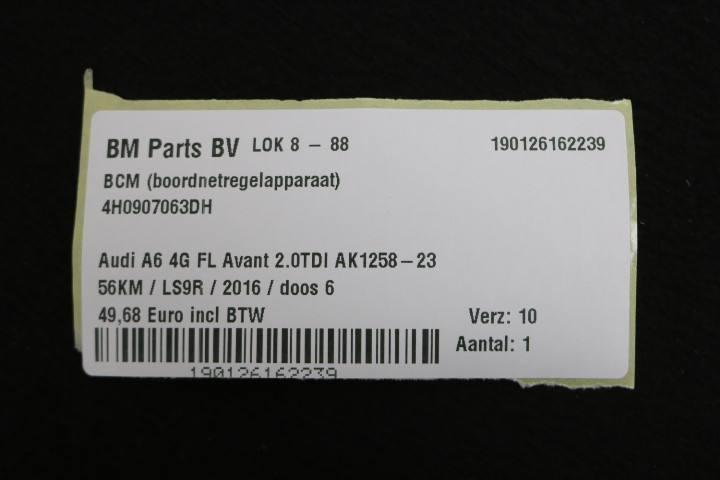 BM Parts BV LOK 8 – 88 190126162239
BCM (boordnetregelapparaat)
4H0907063DH
Audi A6 4G FL Avant 2.0TDI AK1258–23
56KM / LS9R / 2016 / doos 6
49,68 Euro incl BTW Verz: 10
Aantal: 1
190126162239